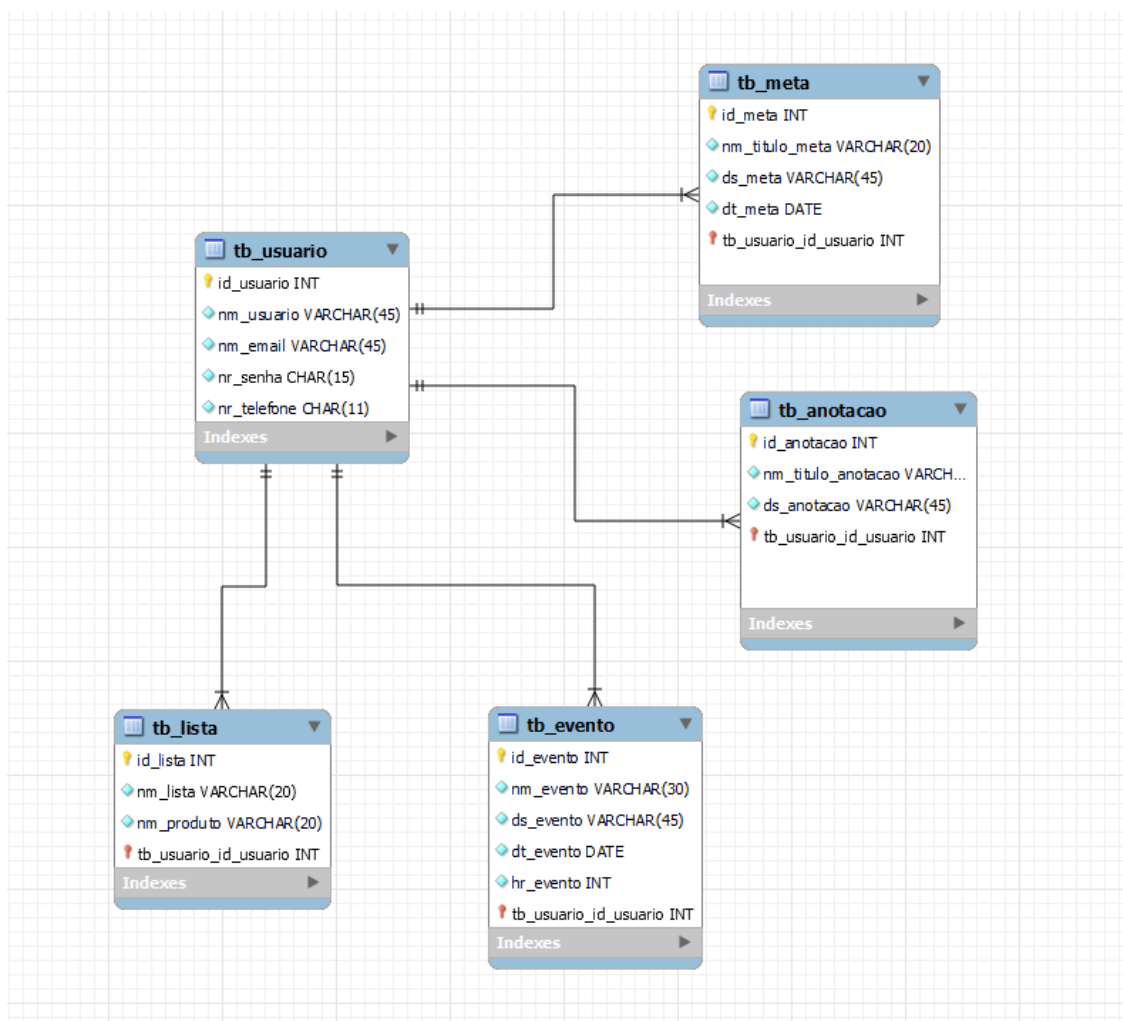 tb_meta
id_meta INT
nm_titulo_meta VARCHAR(20)
ds_meta VARCHAR(45)
dt_meta DATE
tb_usuario_id_usuario INT
Indexes
tb_usuario
id_usuario INT
nm_usuario VARCHAR(45)
nm_email VARCHAR(45)
nr_senha CHAR(15)
nr_telefone CHAR(11)
Indexes
tb_anotacao
id_anotacao INT
nm_titulo_anotacao VARCH...
ds_anotacao VARCHAR(45)
tb_usuario_id_usuario INT
Indexes
tb_lista
id_lista INT
nm_lista VARCHAR(20)
nm_produto VARCHAR(20)
tb_usuario_id_usuario INT
Indexes
tb_evento
id_evento INT
nm_evento VARCHAR(30)
ds_evento VARCHAR(45)
dt_evento DATE
hr_evento INT
tb_usuario_id_usuario INT
Indexes